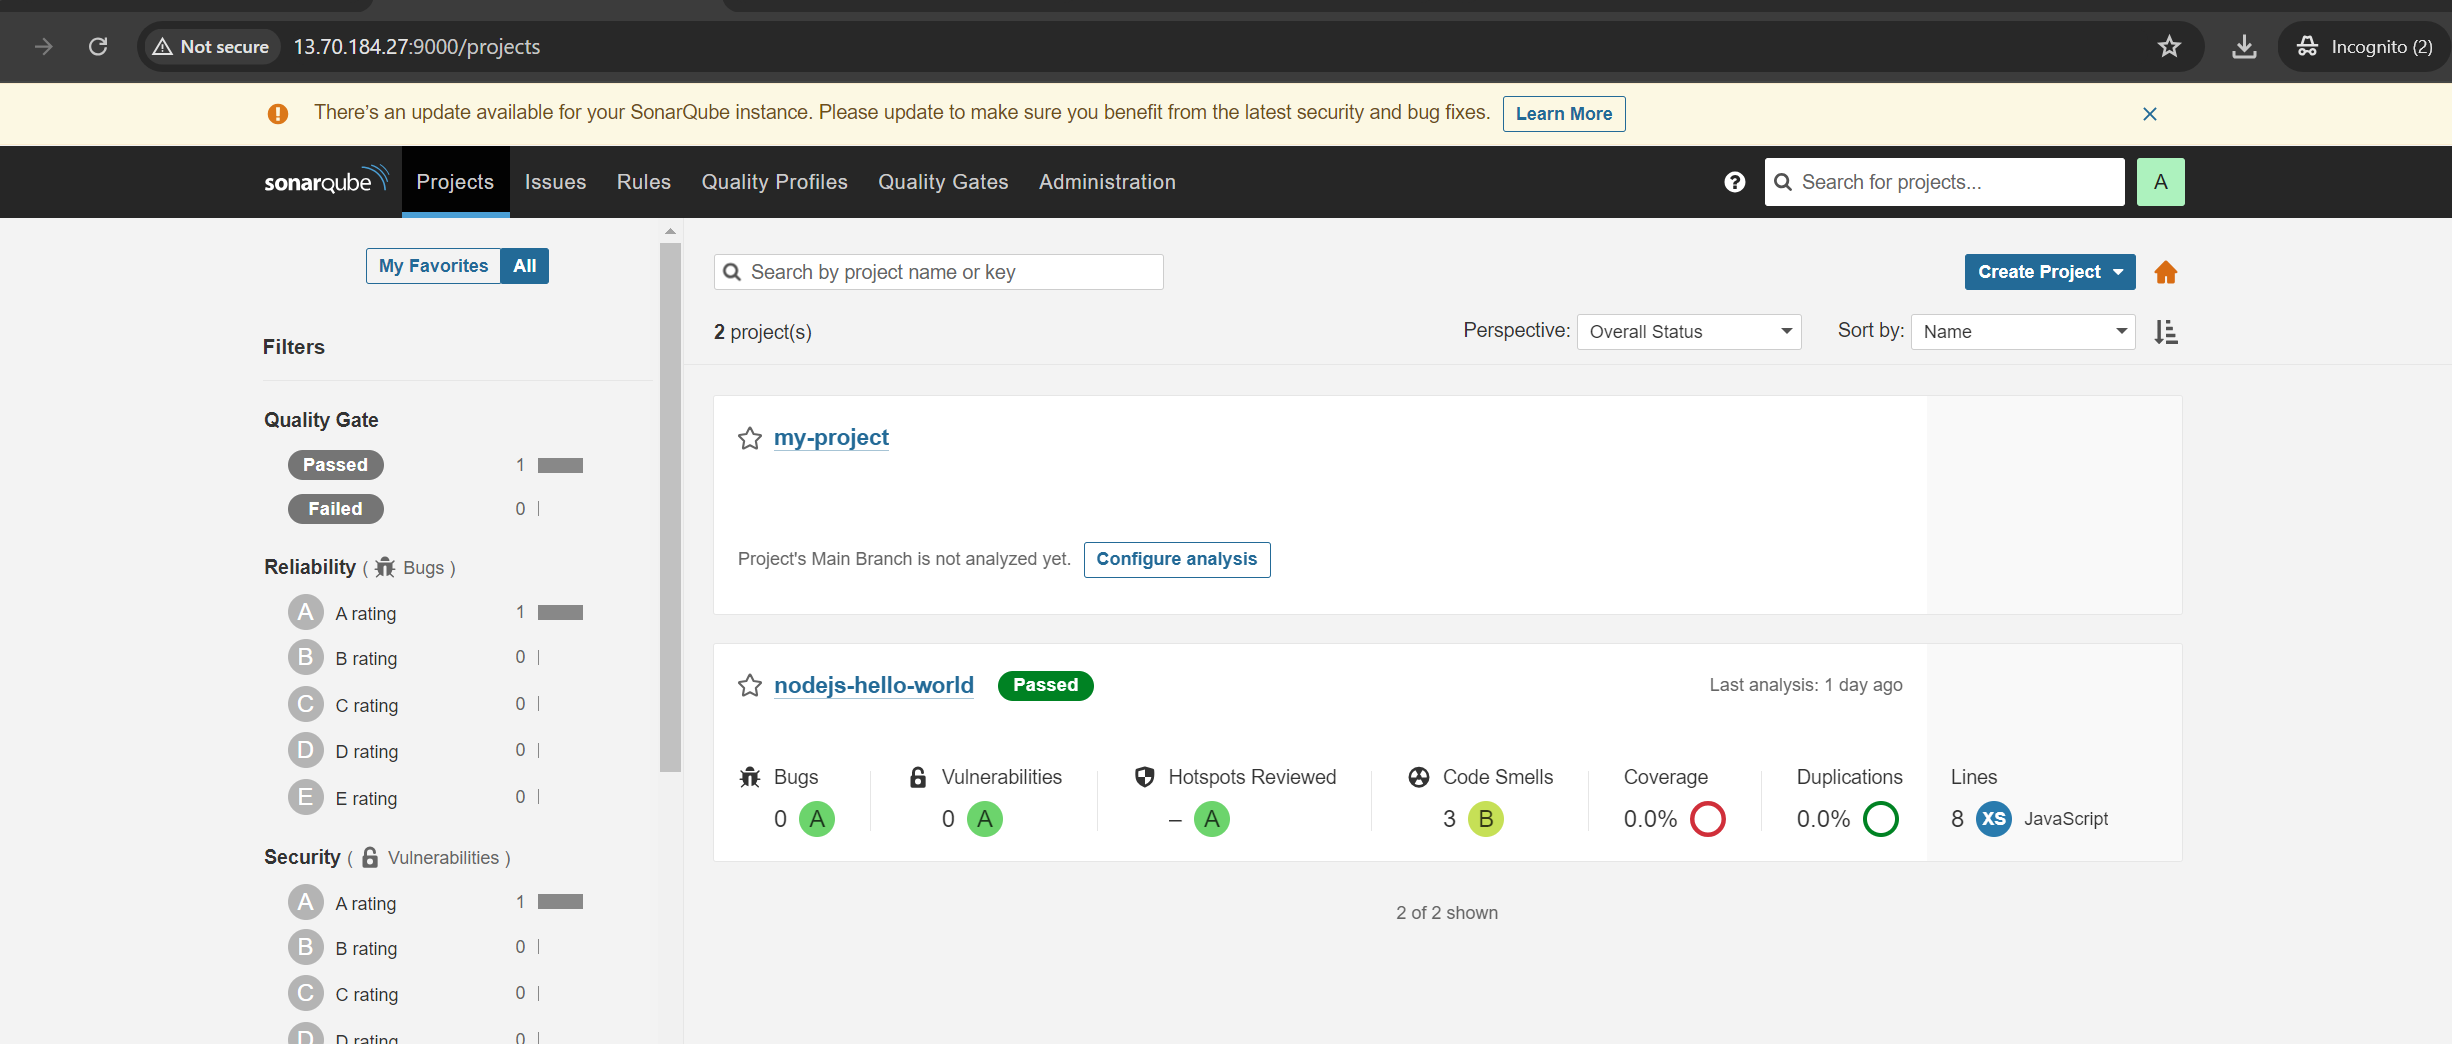 Not secure 13.70.184.27:9000/projects Incognito (2)
There's an update available for your SonarQube instance. Please update to make sure you benefit from the latest security and bug fixes. Learn More
sonarqube Projects Issues Rules Quality Profiles Quality Gates Administration ? Search for projects... A
My Favorites All
Filters
Quality Gate
Passed 1
Failed 0
Reliability ( Bugs )
A A rating 1
B B rating 0
C C rating 0
D D rating 0
E E rating 0
Security ( Vulnerabilities )
A A rating 1
B B rating 0
C C rating 0
D D rating 0
Search by project name or key
Create Project
2 project(s)
Perspective: Overall Status Sort by: Name
my-project
Project's Main Branch is not analyzed yet. Configure analysis
nodejs-hello-world Passed Last analysis: 1 day ago
Bugs Vulnerabilities Hotspots Reviewed Code Smells Coverage Duplications Lines
0 A 0 A – A 3 B 0.0% 0.0% 8 XS JavaScript
2 of 2 shown